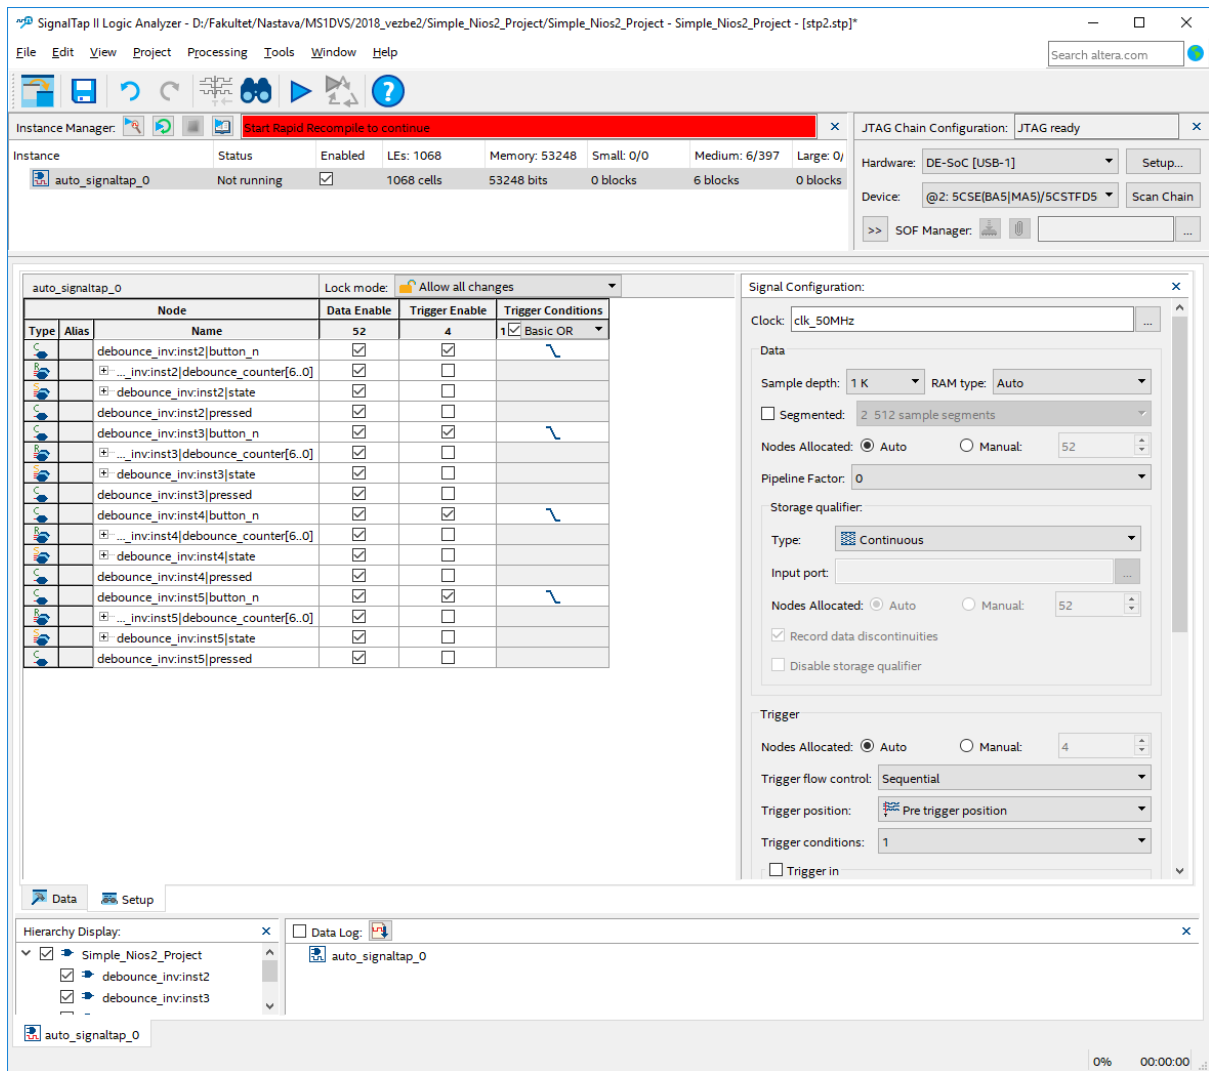 SignalTap II Logic Analyzer - D:/Fakultet/Nastava/MS1DVS/2018_vezbe2/Simple_Nios2_Project/Simple_Nios2_Project - Simple_Nios2_Project - [stp2.stp]*
File Edit View Project Processing Tools Window Help
Search altera.com
Instance Manager: Start Rapid Recompile to continue
Instance Status Enabled LEs: 1068 Memory: 53248 Small: 0/0 Medium: 6/397 Large: 0/
auto_signaltap_0 Not running 1068 cells 53248 bits 0 blocks 6 blocks 0 blocks
JTAG Chain Configuration: JTAG ready
Hardware: DE-SoC [USB-1] Setup...
Device: @2: 5CSE(BA5|MA5)/5CSTFD5 Scan Chain
>> SOF Manager: ...
auto_signaltap_0 Lock mode: Allow all changes
Node Data Enable Trigger Enable Trigger Conditions
Type Alias Name 52 4 1 Basic OR
debounce_inv:inst2|button_n
..._inv:inst2|debounce_counter[6..0]
debounce_inv:inst2|state
debounce_inv:inst2|pressed
debounce_inv:inst3|button_n
..._inv:inst3|debounce_counter[6..0]
debounce_inv:inst3|state
debounce_inv:inst3|pressed
debounce_inv:inst4|button_n
..._inv:inst4|debounce_counter[6..0]
debounce_inv:inst4|state
debounce_inv:inst4|pressed
debounce_inv:inst5|button_n
..._inv:inst5|debounce_counter[6..0]
debounce_inv:inst5|state
debounce_inv:inst5|pressed
Signal Configuration:
Clock: clk_50MHz ...
Data
Sample depth: 1 K RAM type: Auto
Segmented: 2 512 sample segments
Nodes Allocated: Auto Manual: 52
Pipeline Factor: 0
Storage qualifier:
Type: Continuous
Input port: ...
Nodes Allocated: Auto Manual: 52
Record data discontinuities
Disable storage qualifier
Trigger
Nodes Allocated: Auto Manual: 4
Trigger flow control: Sequential
Trigger position: Pre trigger position
Trigger conditions: 1
Trigger in
Data Setup
Hierarchy Display:
Simple_Nios2_Project
debounce_inv:inst2
debounce_inv:inst3
Data Log:
auto_signaltap_0
auto_signaltap_0
0% 00:00:00